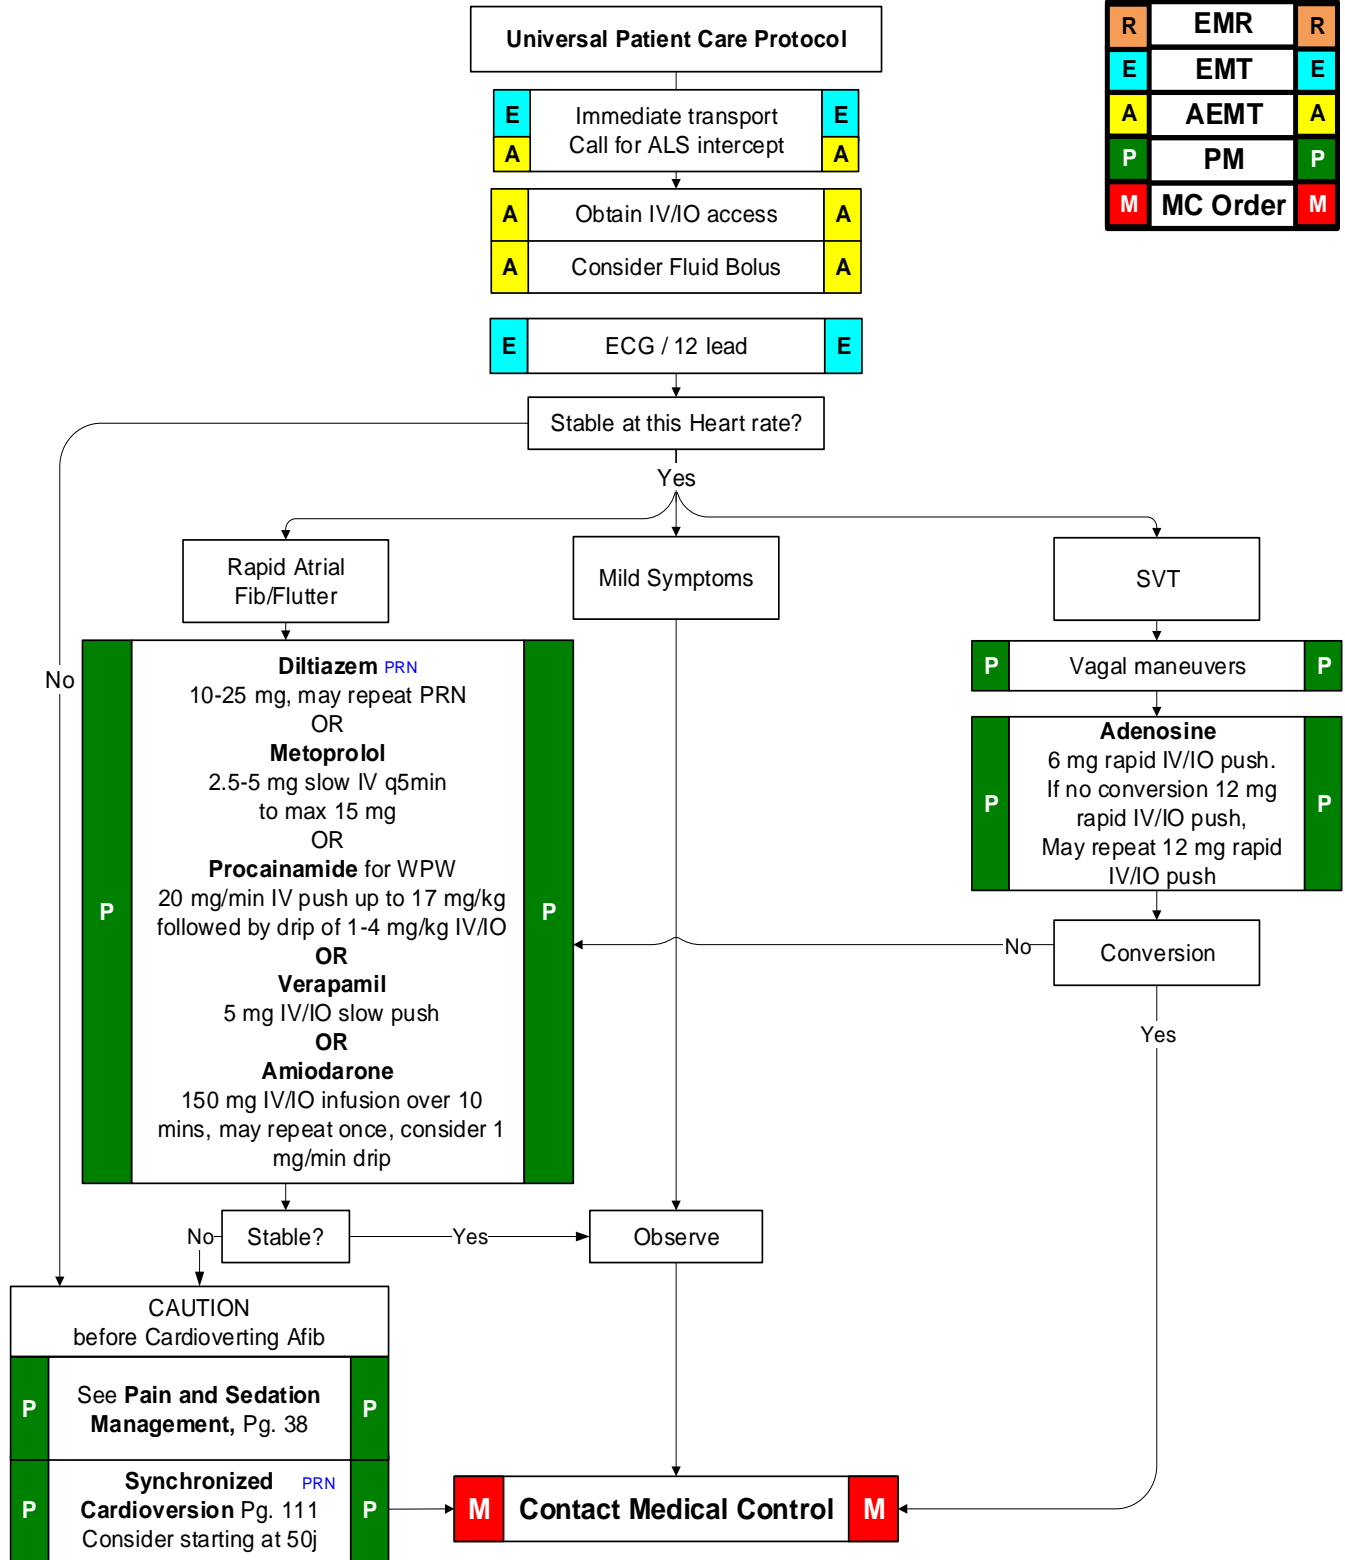 Universal Patient Care Protocol
R EMR R
E EMT E
A AEMT A
P PM P
M MC Order M
E Immediate transport E
A Call for ALS intercept A
A Obtain IV/IO access A
A Consider Fluid Bolus A
E ECG / 12 lead E
Stable at this Heart rate?
Yes
No
Rapid Atrial
Fib/Flutter
Mild Symptoms
SVT
P Vagal maneuvers P
Diltiazem PRN
10-25 mg, may repeat PRN
OR
Metoprolol
2.5-5 mg slow IV q5min
to max 15 mg
OR
Procainamide for WPW
20 mg/min IV push up to 17 mg/kg
P followed by drip of 1-4 mg/kg IV/IO P
OR
Verapamil
5 mg IV/IO slow push
OR
Amiodarone
150 mg IV/IO infusion over 10
mins, may repeat once, consider 1
mg/min drip
Adenosine
6 mg rapid IV/IO push.
If no conversion 12 mg
P rapid IV/IO push, P
May repeat 12 mg rapid
IV/IO push
No
Conversion
Yes
No
Stable?
Yes
Observe
CAUTION
before Cardioverting Afib
P See Pain and Sedation P
Management, Pg. 38
Synchronized PRN
P Cardioversion Pg. 111 P
Consider starting at 50j
M Contact Medical Control M